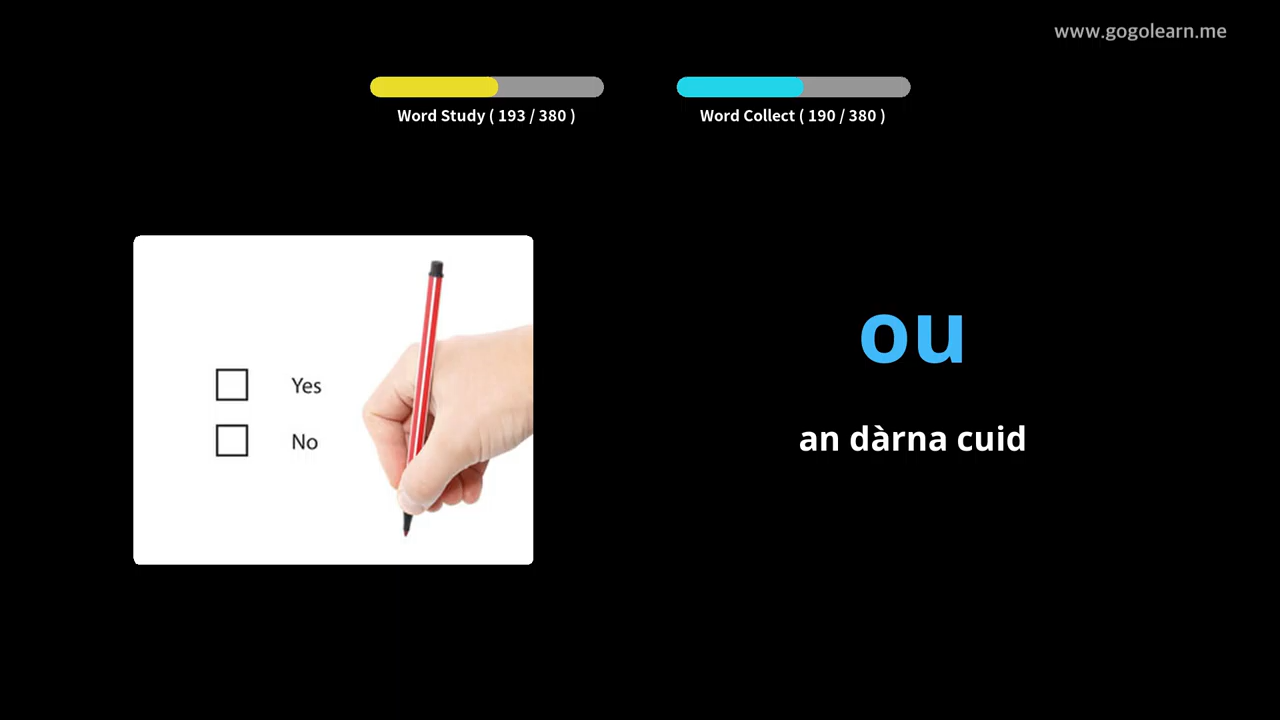 www.gogolearn.me
Word Study ( 193 / 380 )
Word Collect ( 190 / 380 )
Yes
No
ou
an dàrna cuid